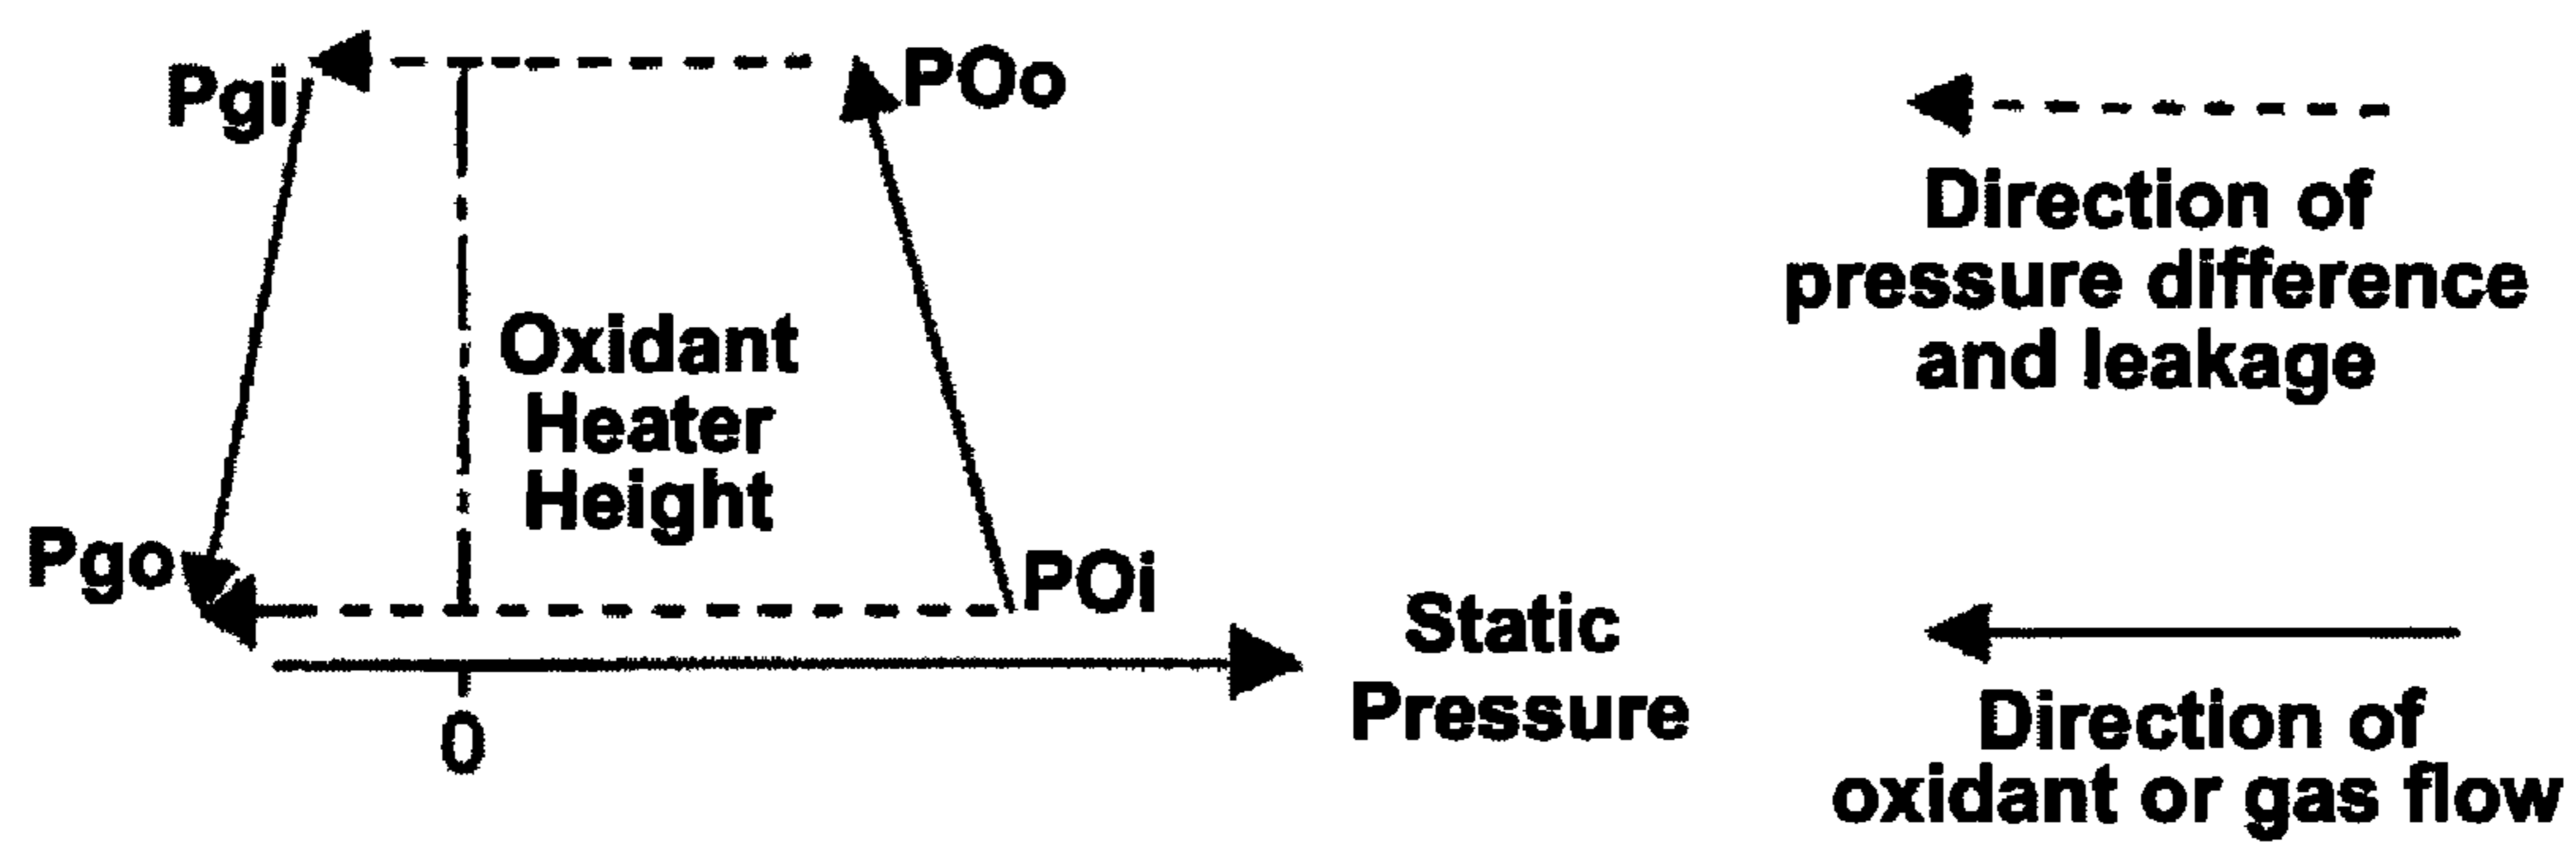 Pgi
POo
Oxidant
Heater
Height
Pgo
POi
0
Static
Pressure
Direction of
pressure difference
and leakage
Direction of
oxidant or gas flow